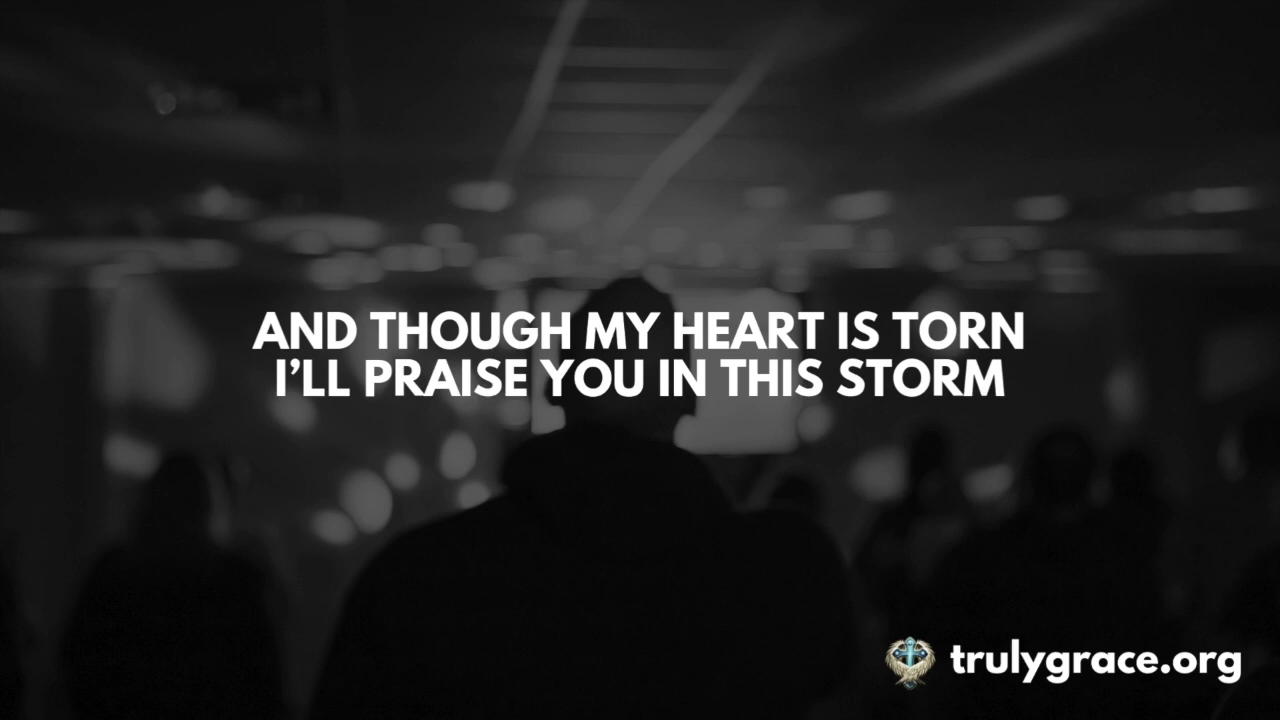 AND THOUGH MY HEART IS TORN
I’LL PRAISE YOU IN THIS STORM
trulygrace.org